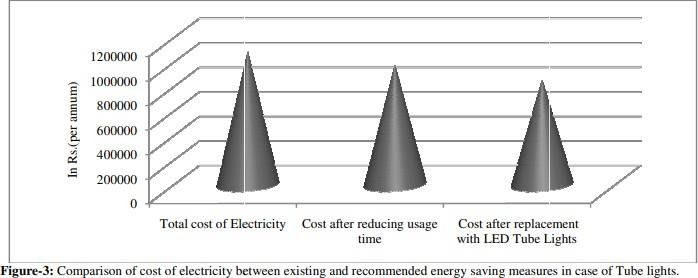 1200000
1000000
800000
600000
400000
200000
0
In Rs.(per annum)
Total cost of Electricity
Cost after reducing usage
time
Cost after replacement
with LED Tube Lights
Figure-3: Comparison of cost of electricity between existing and recommended energy saving measures in case of Tube lights.